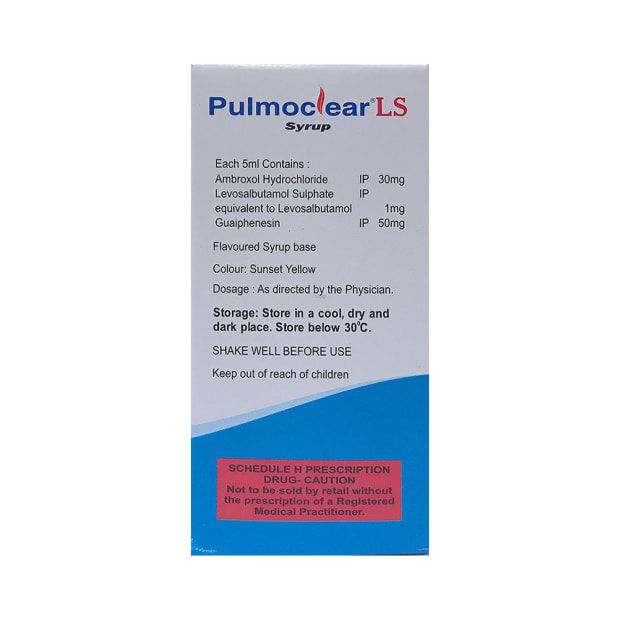 Pulmoclear® LS
Syrup
Each 5ml Contains :
Ambroxol Hydrochloride IP 30mg
Levosalbutamol Sulphate IP
equivalent to Levosalbutamol 1mg
Guaiphenesin IP 50mg
Flavoured Syrup base
Colour: Sunset Yellow
Dosage : As directed by the Physician.
Storage: Store in a cool, dry and
dark place. Store below 30°C.
SHAKE WELL BEFORE USE
Keep out of reach of children
SCHEDULE H PRESCRIPTION
DRUG- CAUTION
Not to be sold by retail without
the prescription of a Registered
Medical Practitioner.